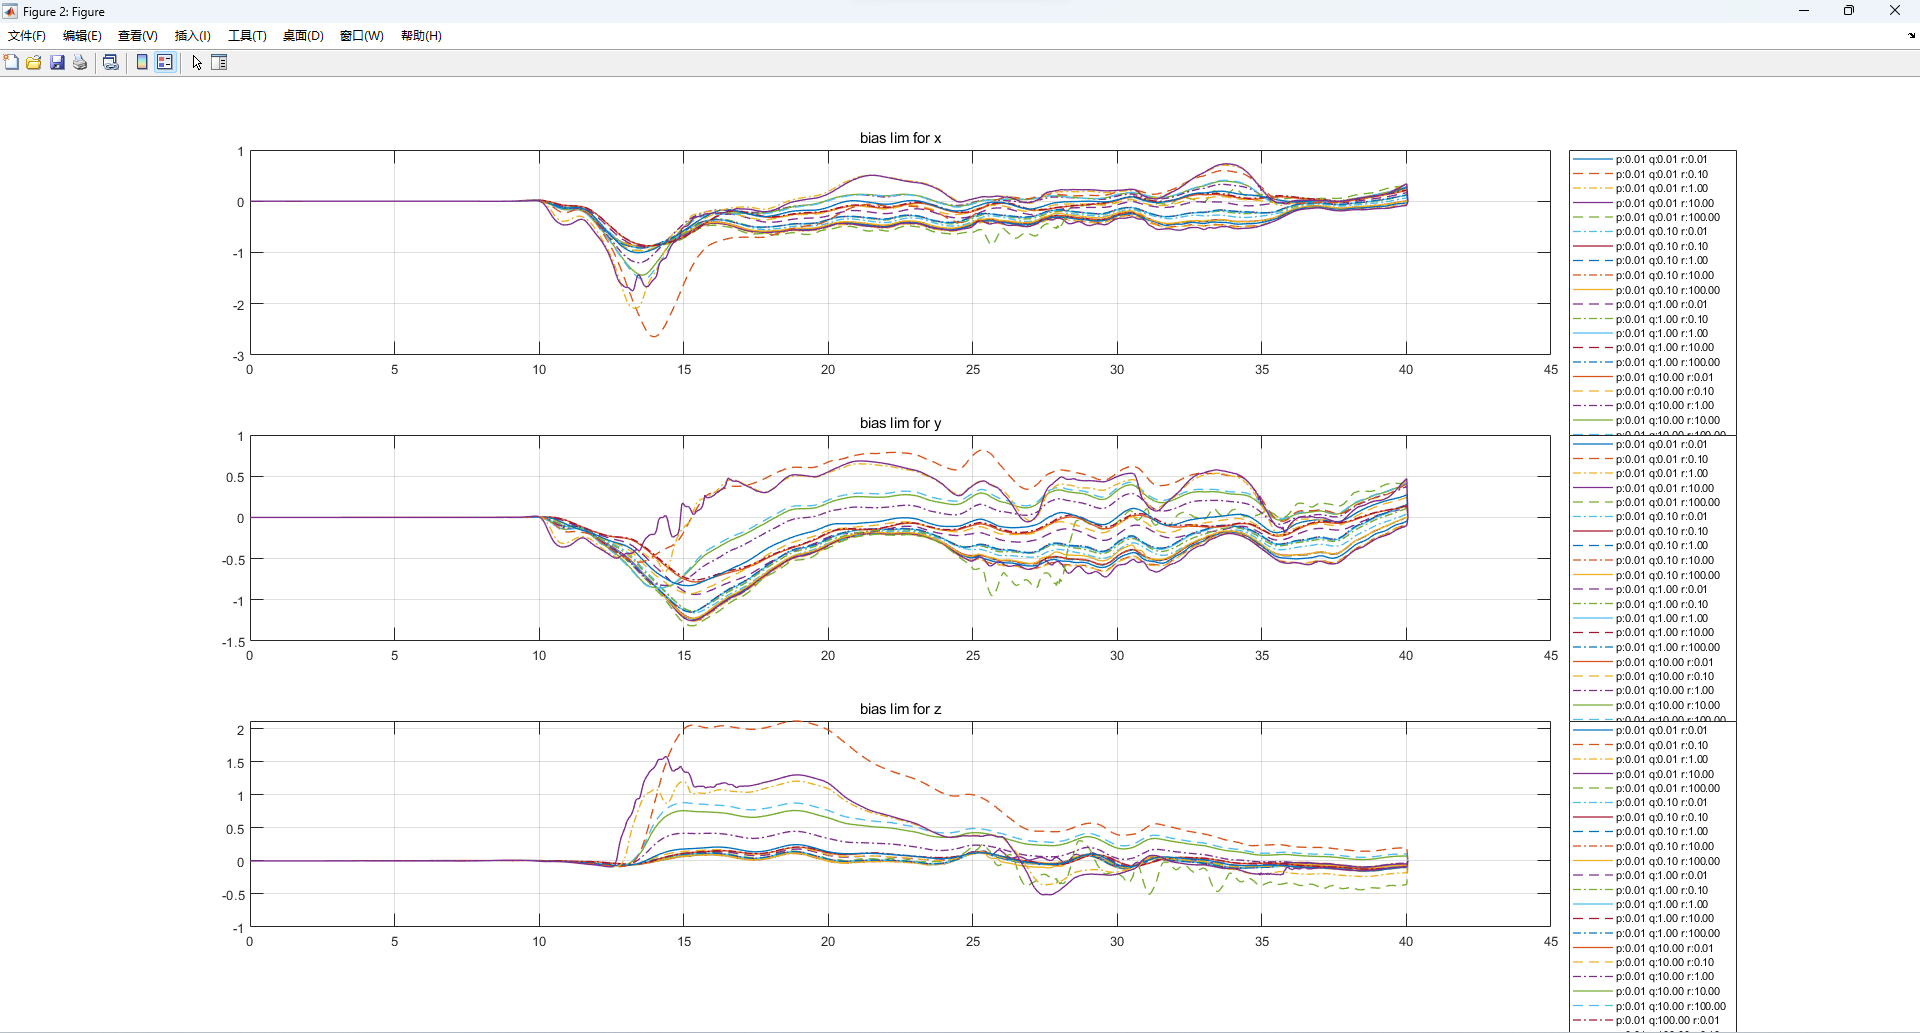 Figure 2: Figure
文件(F) 编辑(E) 查看(V) 插入(I) 工具(T) 桌面(D) 窗口(W) 帮助(H)
bias lim for x
1
0
-1
-2
-3
0 5 10 15 20 25 30 35 40 45
p:0.01 q:0.01 r:0.01
p:0.01 q:0.01 r:0.10
p:0.01 q:0.01 r:1.00
p:0.01 q:0.01 r:10.00
p:0.01 q:0.01 r:100.00
p:0.01 q:0.10 r:0.01
p:0.01 q:0.10 r:0.10
p:0.01 q:0.10 r:1.00
p:0.01 q:0.10 r:10.00
p:0.01 q:0.10 r:100.00
p:0.01 q:1.00 r:0.01
p:0.01 q:1.00 r:0.10
p:0.01 q:1.00 r:1.00
p:0.01 q:1.00 r:10.00
p:0.01 q:1.00 r:100.00
p:0.01 q:10.00 r:0.01
p:0.01 q:10.00 r:0.10
p:0.01 q:10.00 r:1.00
p:0.01 q:10.00 r:10.00
bias lim for y
1
0.5
0
-0.5
-1
-1.5
0 5 10 15 20 25 30 35 40 45
p:0.01 q:0.01 r:0.01
p:0.01 q:0.01 r:0.10
p:0.01 q:0.01 r:1.00
p:0.01 q:0.01 r:10.00
p:0.01 q:0.01 r:100.00
p:0.01 q:0.10 r:0.01
p:0.01 q:0.10 r:0.10
p:0.01 q:0.10 r:1.00
p:0.01 q:0.10 r:10.00
p:0.01 q:0.10 r:100.00
p:0.01 q:1.00 r:0.01
p:0.01 q:1.00 r:0.10
p:0.01 q:1.00 r:1.00
p:0.01 q:1.00 r:10.00
p:0.01 q:1.00 r:100.00
p:0.01 q:10.00 r:0.01
p:0.01 q:10.00 r:0.10
p:0.01 q:10.00 r:1.00
p:0.01 q:10.00 r:10.00
bias lim for z
2
1.5
1
0.5
0
-0.5
-1
0 5 10 15 20 25 30 35 40 45
p:0.01 q:0.01 r:0.01
p:0.01 q:0.01 r:0.10
p:0.01 q:0.01 r:1.00
p:0.01 q:0.01 r:10.00
p:0.01 q:0.01 r:100.00
p:0.01 q:0.10 r:0.01
p:0.01 q:0.10 r:0.10
p:0.01 q:0.10 r:1.00
p:0.01 q:0.10 r:10.00
p:0.01 q:0.10 r:100.00
p:0.01 q:1.00 r:0.01
p:0.01 q:1.00 r:0.10
p:0.01 q:1.00 r:1.00
p:0.01 q:1.00 r:10.00
p:0.01 q:1.00 r:100.00
p:0.01 q:10.00 r:0.01
p:0.01 q:10.00 r:0.10
p:0.01 q:10.00 r:1.00
p:0.01 q:10.00 r:10.00
p:0.01 q:10.00 r:100.00
p:0.01 q:100.00 r:0.01